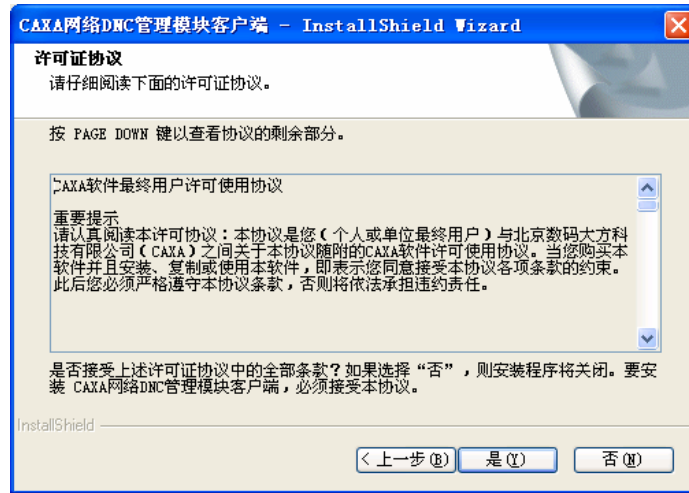 CAXA网络DNC管理模块客户端 - InstallShield Wizard
许可证协议
请仔细阅读下面的许可证协议。
按 PAGE DOWN 键以查看协议的剩余部分。
CAXA软件最终用户许可使用协议
重要提示
请认真阅读本许可协议：本协议是您（个人或单位最终用户）与北京数码大方科
技有限公司（CAXA）之间关于本协议随附的CAXA软件许可使用协议。当您购买本
软件并且安装、复制或使用本软件，即表示您同意接受本协议各项条款的约束。
此后您必须严格遵守本协议条款，否则将依法承担违约责任。
是否接受上述许可证协议中的全部条款？如果选择“否”，则安装程序将关闭。要安
装 CAXA网络DNC管理模块客户端，必须接受本协议。
InstallShield
< 上一步(B) 是(Y) 否(N)